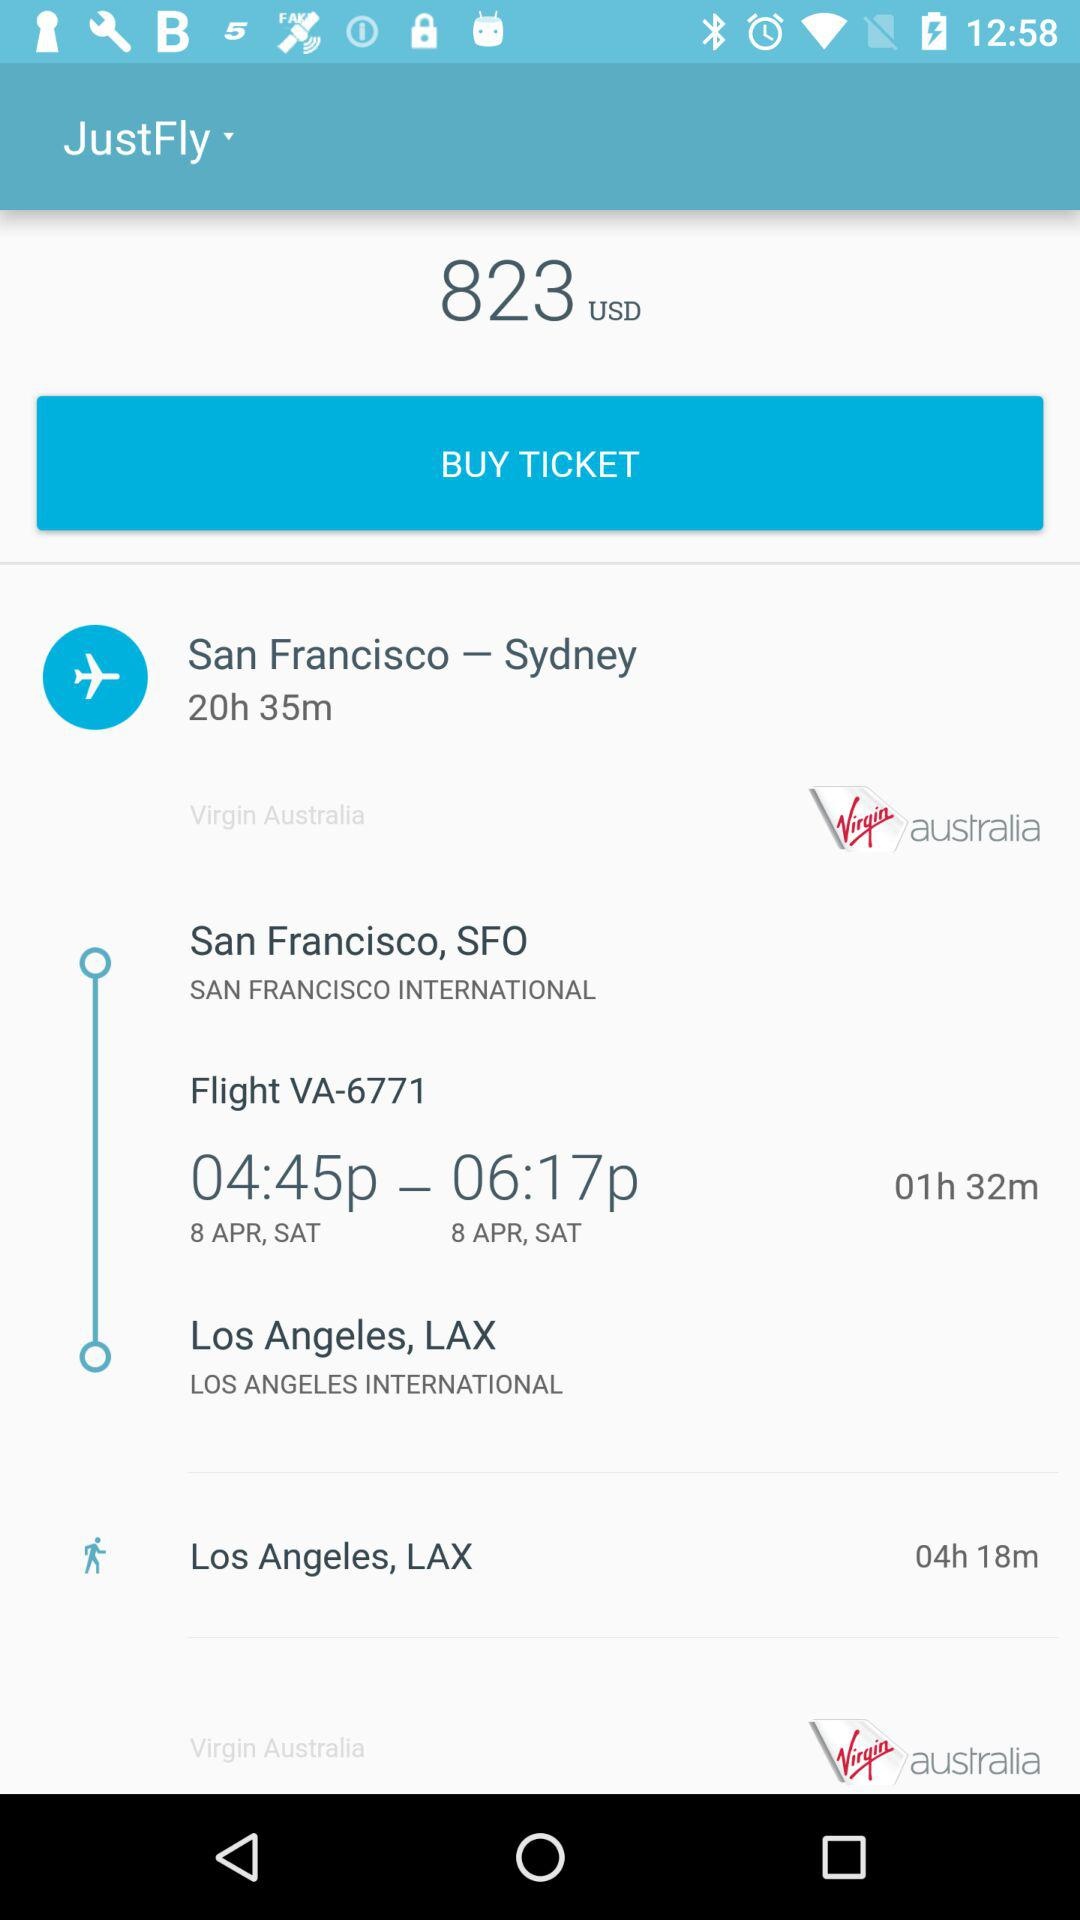 B 5 FAKE 12:58
JustFly
823 USD
BUY TICKET
San Francisco — Sydney
20h 35m
Virgin Australia
Virgin australia
San Francisco, SFO
SAN FRANCISCO INTERNATIONAL
Flight VA-6771
04:45p – 06:17p 01h 32m
8 APR, SAT 8 APR, SAT
Los Angeles, LAX
LOS ANGELES INTERNATIONAL
Los Angeles, LAX 04h 18m
Virgin Australia
Virgin australia